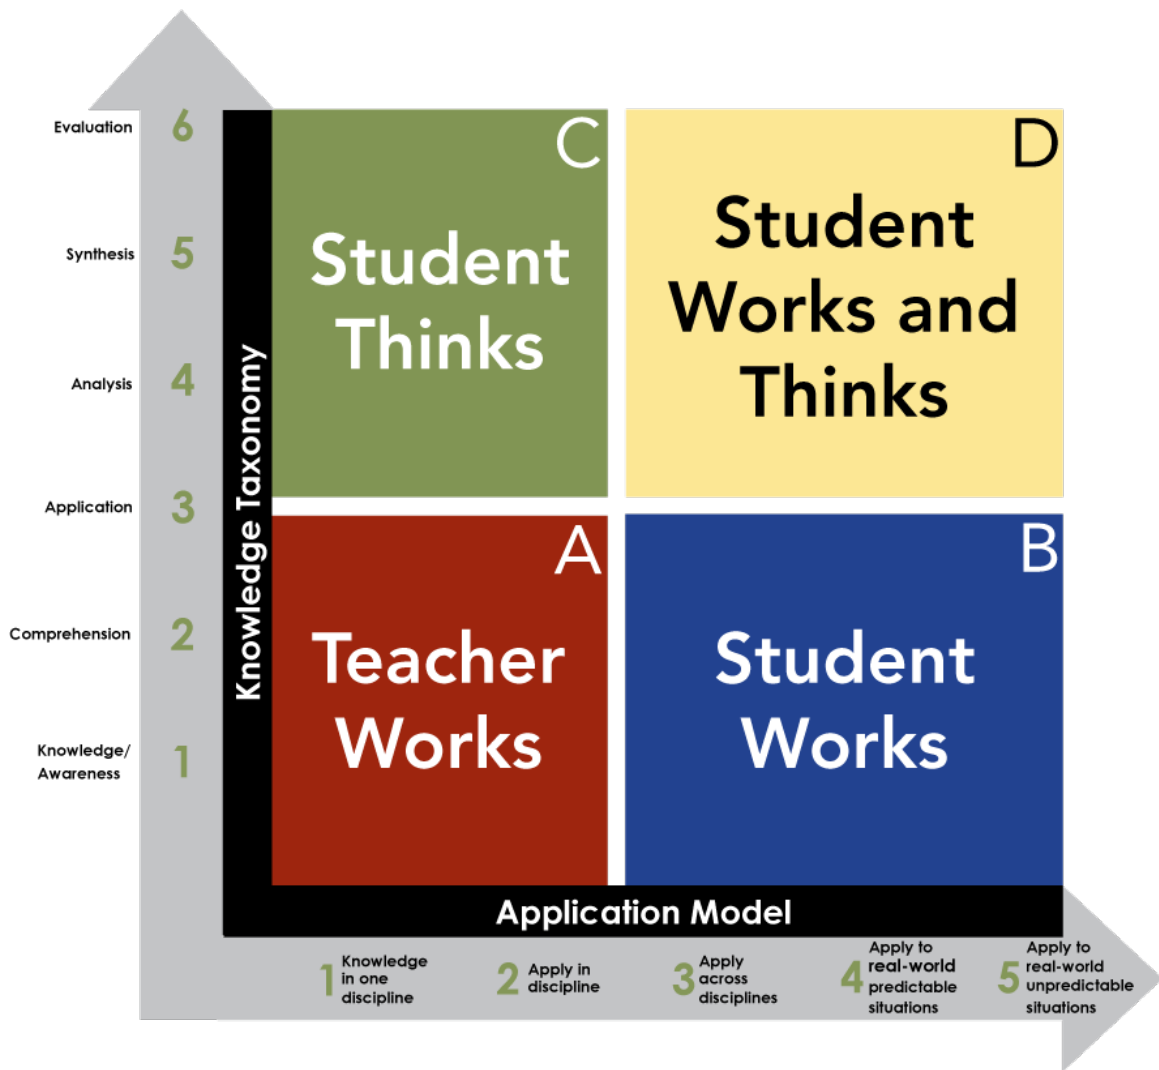 Evaluation 6
Synthesis 5
Analysis 4
Application 3
Comprehension 2
Knowledge/
Awareness
1
Knowledge Taxonomy
C
Student
Thinks
D
Student
Works and
Thinks
A
Teacher
Works
B
Student
Works
Application Model
1
Knowledge
in one
discipline
2
Apply in
discipline
3
Apply
across
disciplines
4
Apply to
real-world
predictable
situations
5
Apply to
real-world
unpredictable
situations